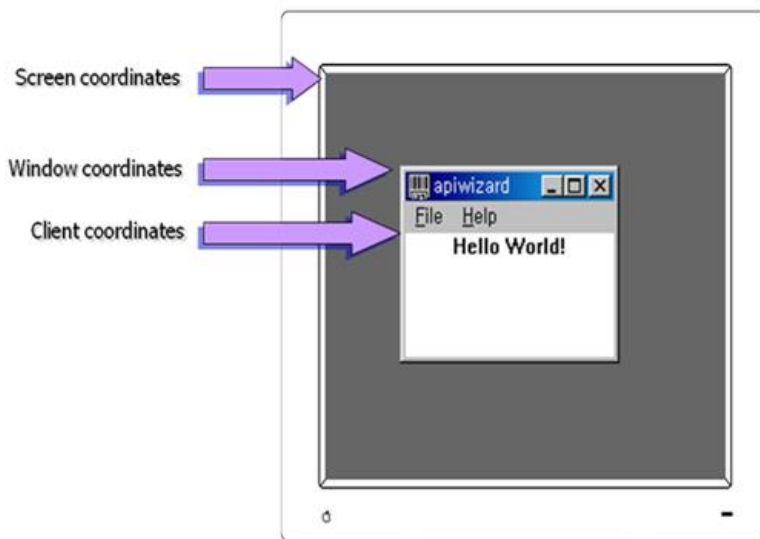 Screen coordinates
Window coordinates
apiwizard
Client coordinates
File Help
Hello World!